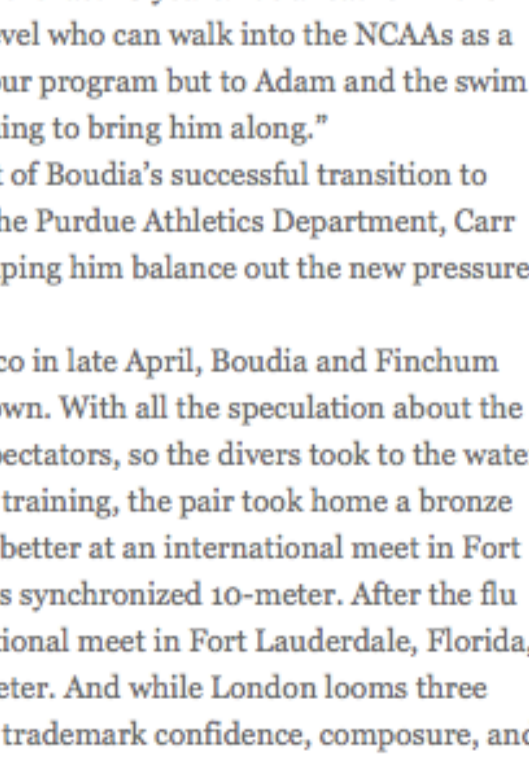 vel who can walk into the NCAAs as a
ur program but to Adam and the swim
ing to bring him along.”
t of Boudia’s successful transition to
he Purdue Athletics Department, Carr
ping him balance out the new pressure
co in late April, Boudia and Finchum
own. With all the speculation about the
pectators, so the divers took to the wate
training, the pair took home a bronze
better at an international meet in Fort
s synchronized 10-meter. After the flu
tional meet in Fort Lauderdale, Florida,
eter. And while London looms three
trademark confidence, composure, and